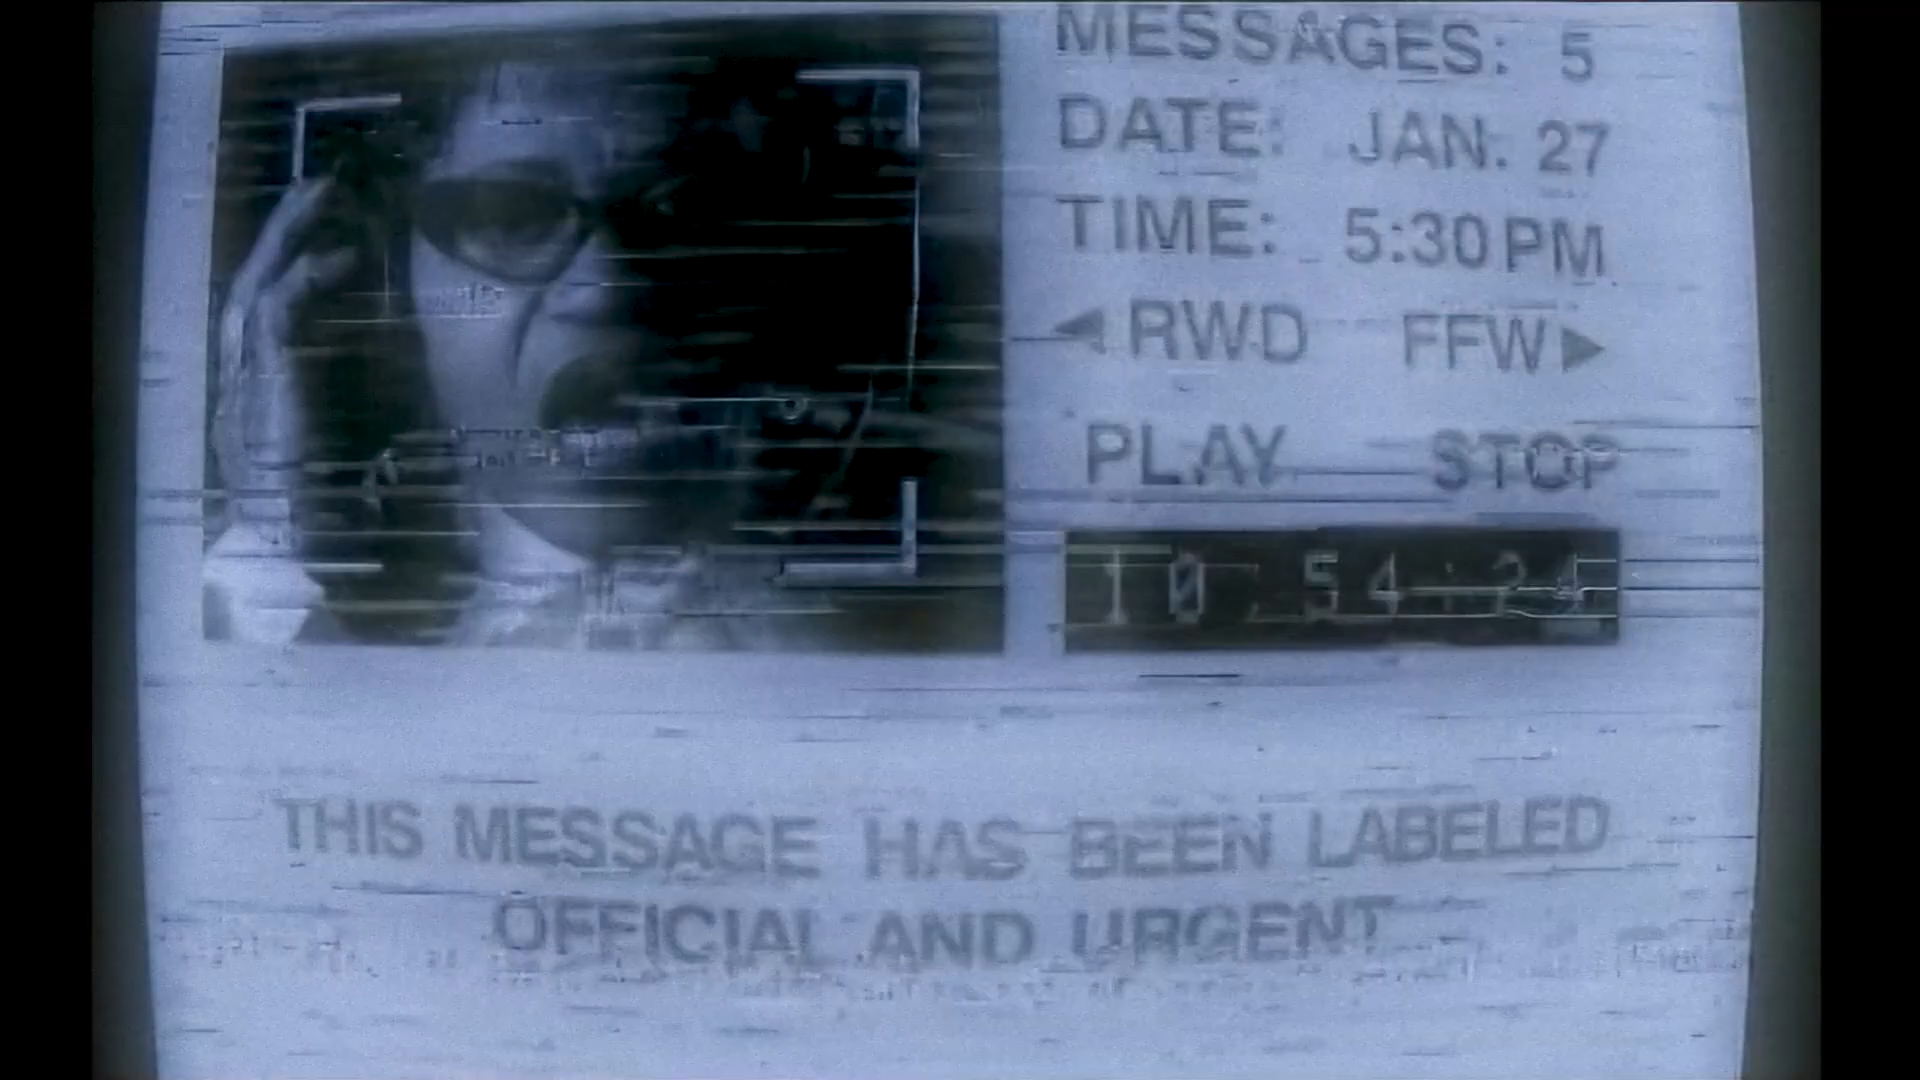 MESSAGES: 5
DATE: JAN. 27
TIME: 5:30 PM
◀ RWD FFW ▶
PLAY STOP
10:54:24
THIS MESSAGE HAS BEEN LABELED
OFFICIAL AND URGENT